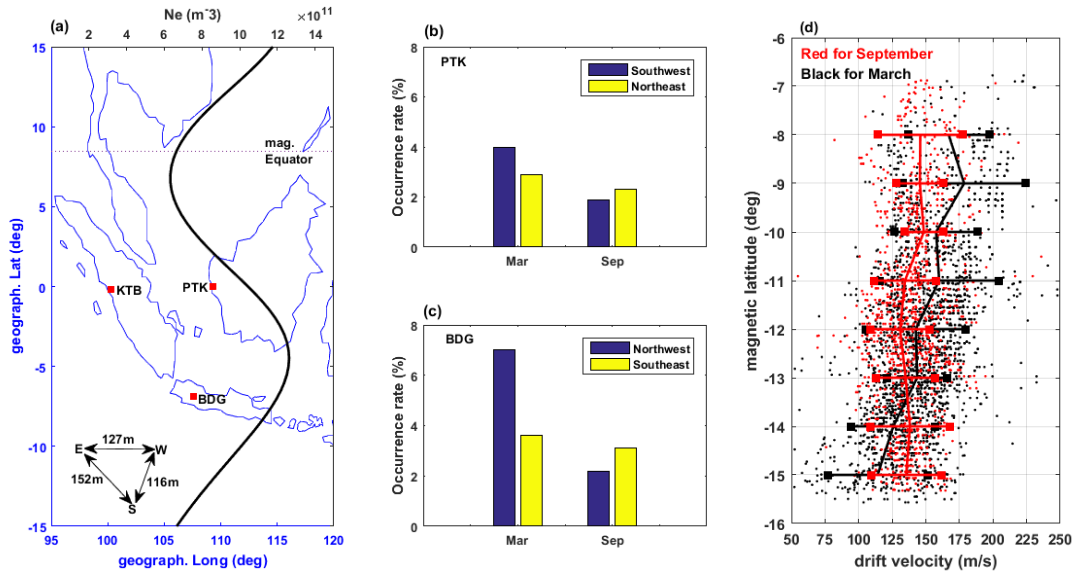 (a)
Ne (m^-3)
×10^11
2 4 6 8 10 12 14
15
10
5
0
-5
-10
-15
geograph. Lat (deg)
mag.
Equator
KTB
PTK
BDG
127m
E
W
152m
116m
S
95 100 105 110 115 120
geograph. Long (deg)
(b)
PTK
Southwest
Northeast
8
6
4
2
0
Occurrence rate (%)
Mar
Sep
(c)
BDG
Northwest
Southeast
8
6
4
2
0
Occurrence rate (%)
Mar
Sep
(d)
Red for September
Black for March
-6
-7
-8
-9
-10
-11
-12
-13
-14
-15
-16
magnetic latitude (deg)
50 75 100 125 150 175 200 225 250
drift velocity (m/s)